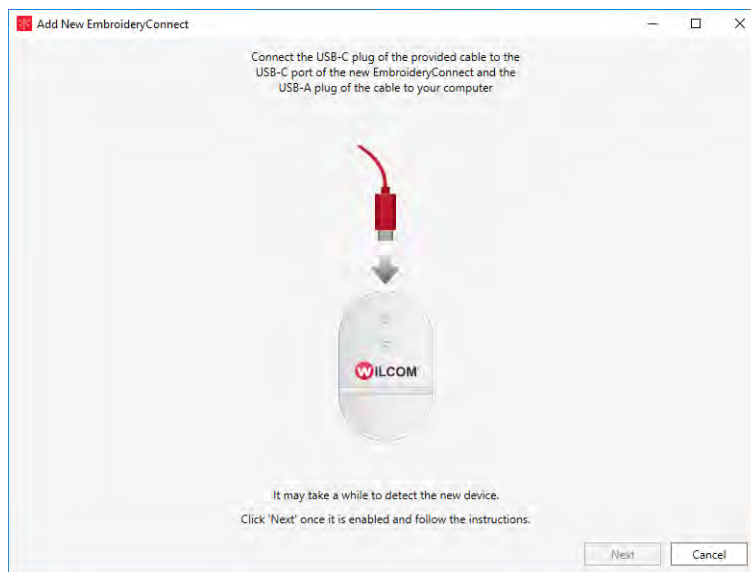 Add New EmbroideryConnect
Connect the USB-C plug of the provided cable to the
USB-C port of the new EmbroideryConnect and the
USB-A plug of the cable to your computer
WILCOM
It may take a while to detect the new device.
Click 'Next' once it is enabled and follow the instructions.
Next Cancel